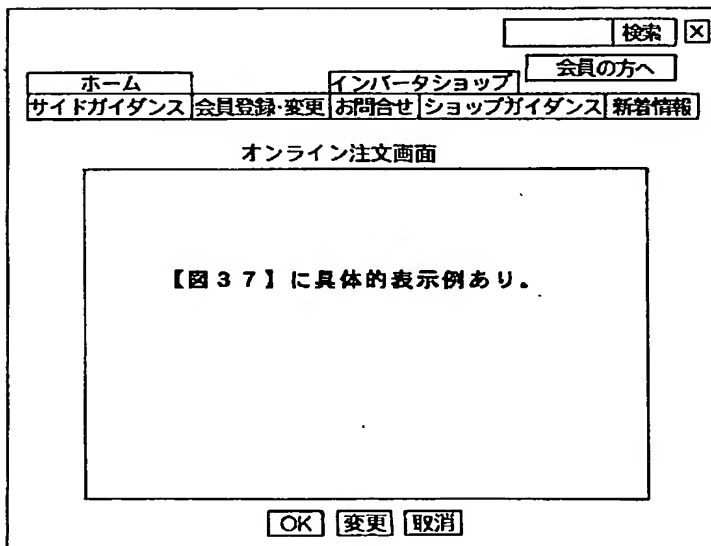 検索 ×
会員の方へ
ホーム インバータショップ
サイドガイダンス 会員登録・変更 お問合せ ショップガイダンス 新着情報
オンライン注文画面
【図37】に具体的表示例あり。
OK 変更 取消